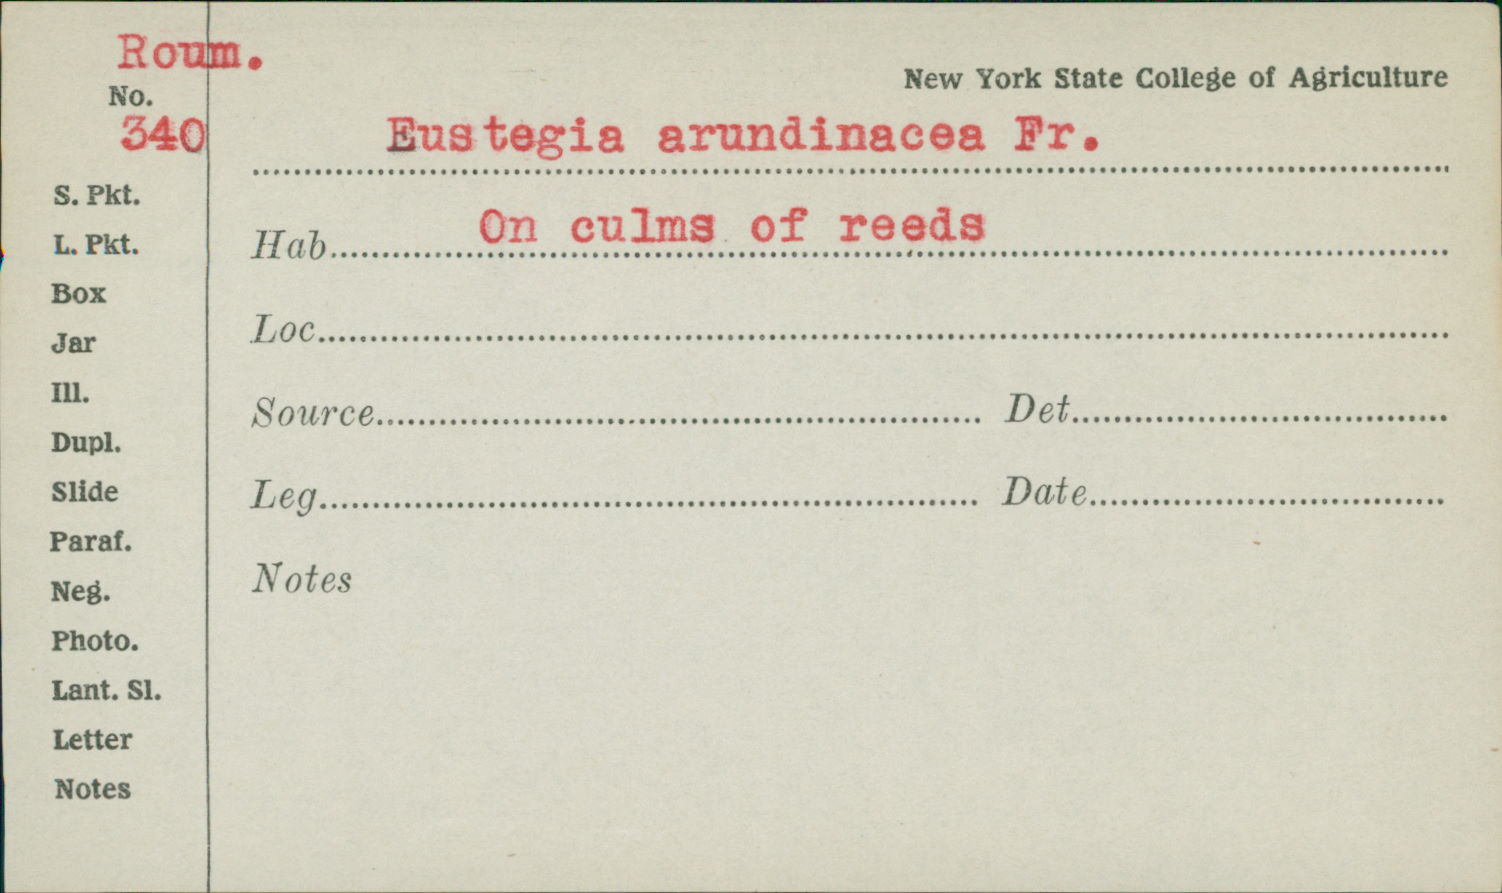 Roum.
New York State College of Agriculture
No.
340
Eustegia arundinacea Fr.
S. Pkt.
Hab. On culms of reeds
L. Pkt.
Box
Loc.
Jar
Ill.
Source Det.
Dupl.
Slide
Leg. Date
Paraf.
Notes
Neg.
Photo.
Lant. Sl.
Letter
Notes